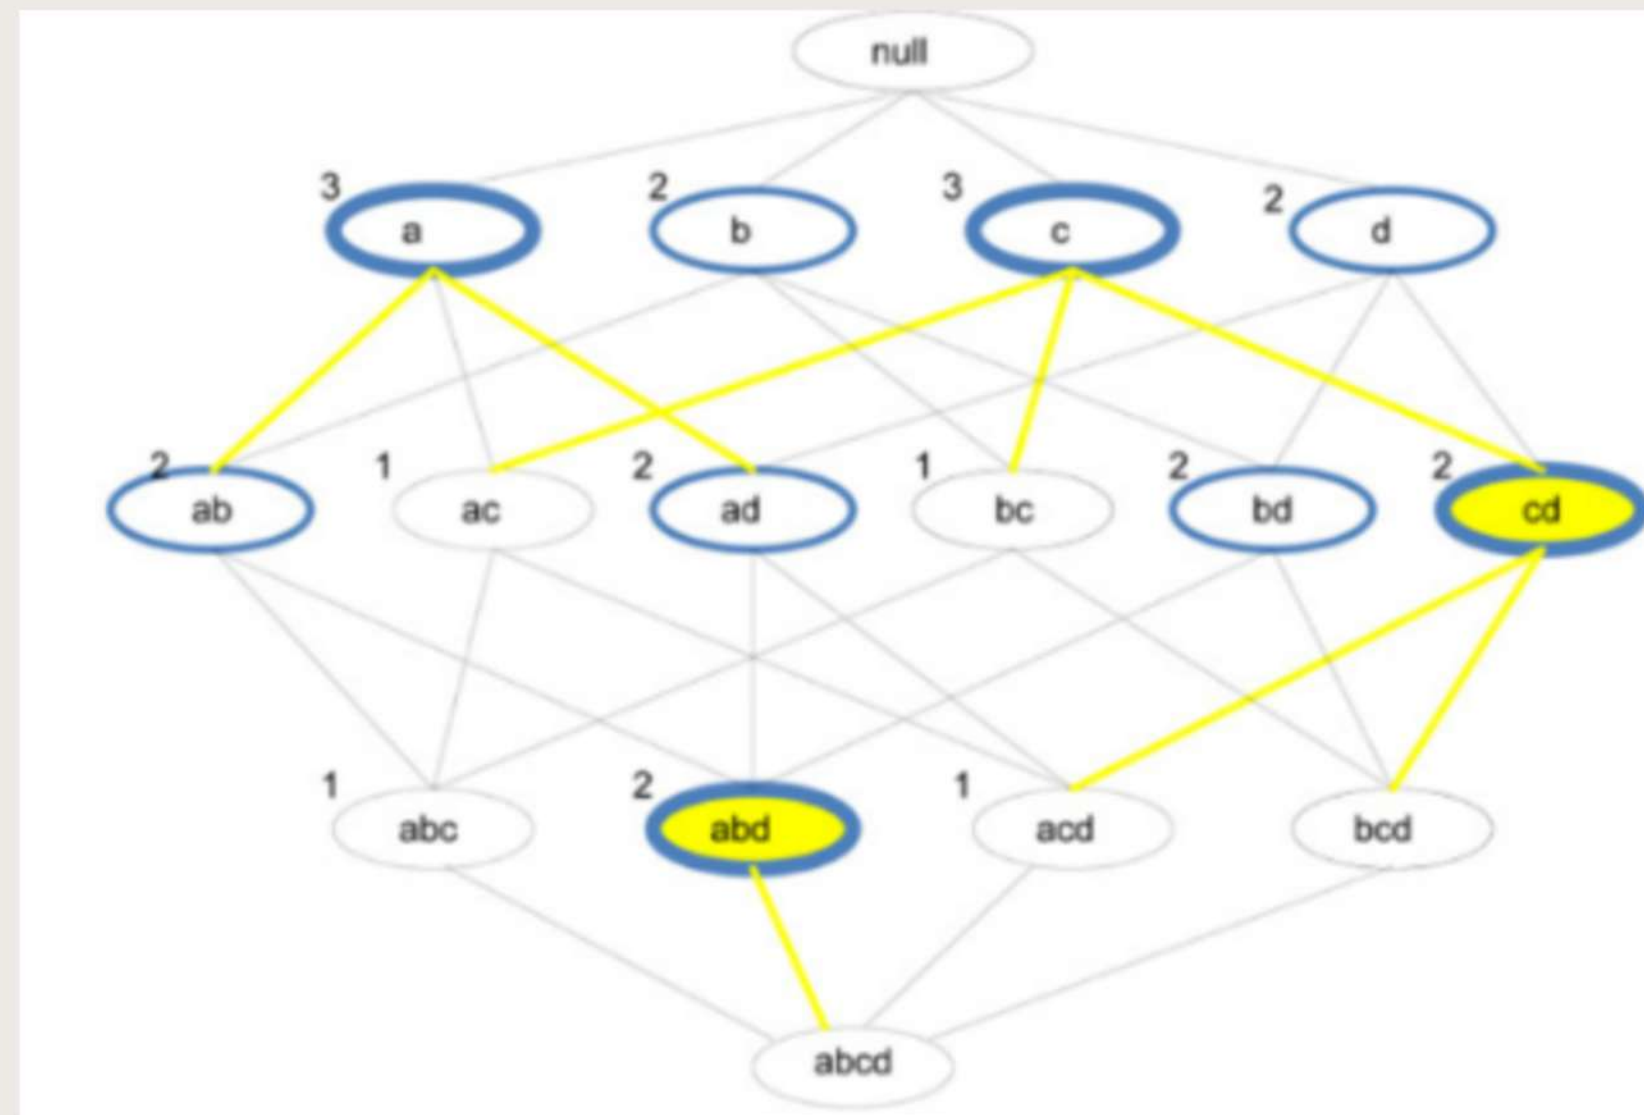 null
3 2 3 2
a b c d
2 1 2 1 2 2
ab ac ad bc bd cd
1 2 1
abc abd acd bcd
abcd